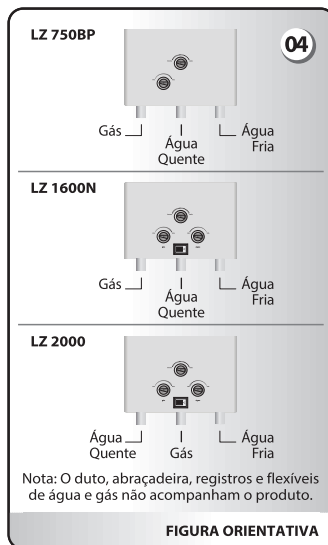 LZ 750BP
04
Gás
Água
Quente
Água
Fria
LZ 1600N
Gás
Água
Quente
Água
Fria
LZ 2000
Água
Quente
Gás
Água
Fria
Nota: O duto, abraçadeira, registros e flexíveis
de água e gás não acompanham o produto.
FIGURA ORIENTATIVA